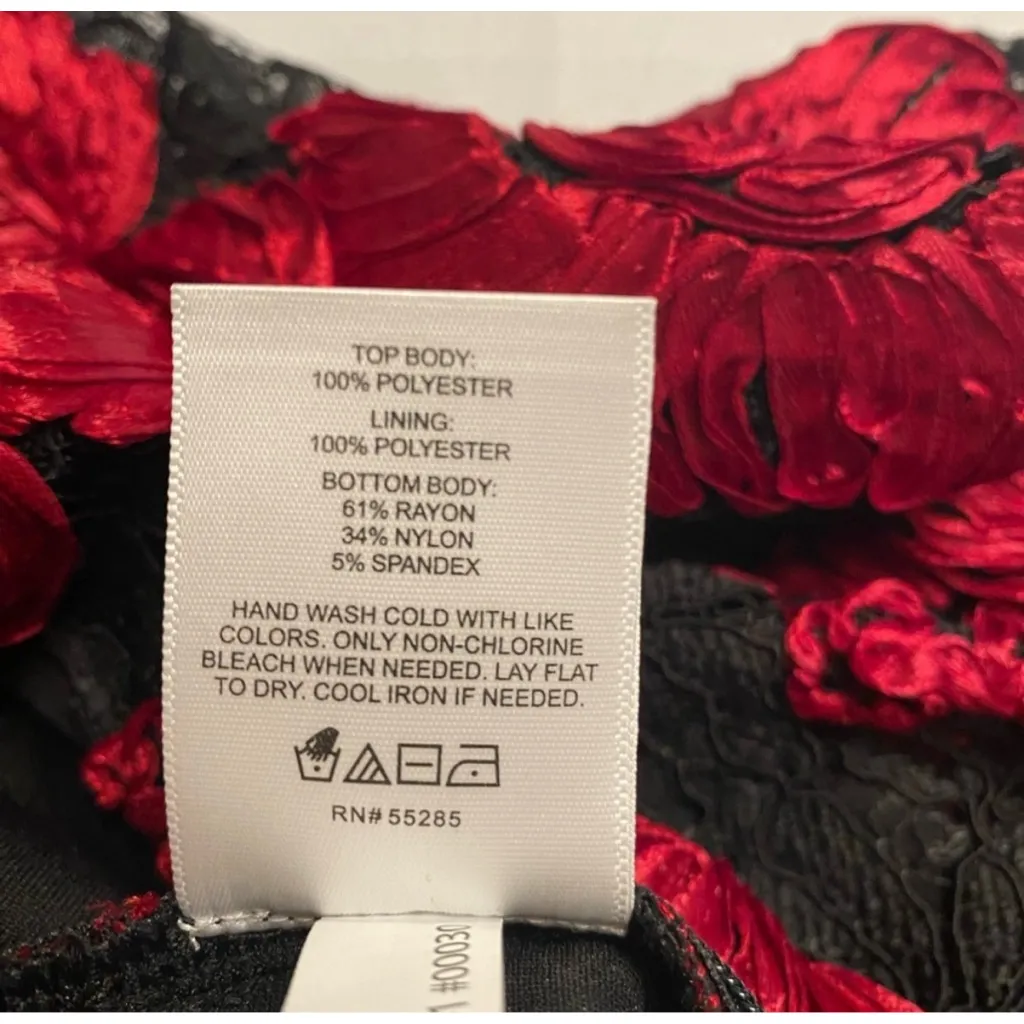 TOP BODY:
100% POLYESTER
LINING:
100% POLYESTER
BOTTOM BODY:
61% RAYON
34% NYLON
5% SPANDEX
HAND WASH COLD WITH LIKE
COLORS. ONLY NON-CHLORINE
BLEACH WHEN NEEDED. LAY FLAT
TO DRY. COOL IRON IF NEEDED.
RN# 55285